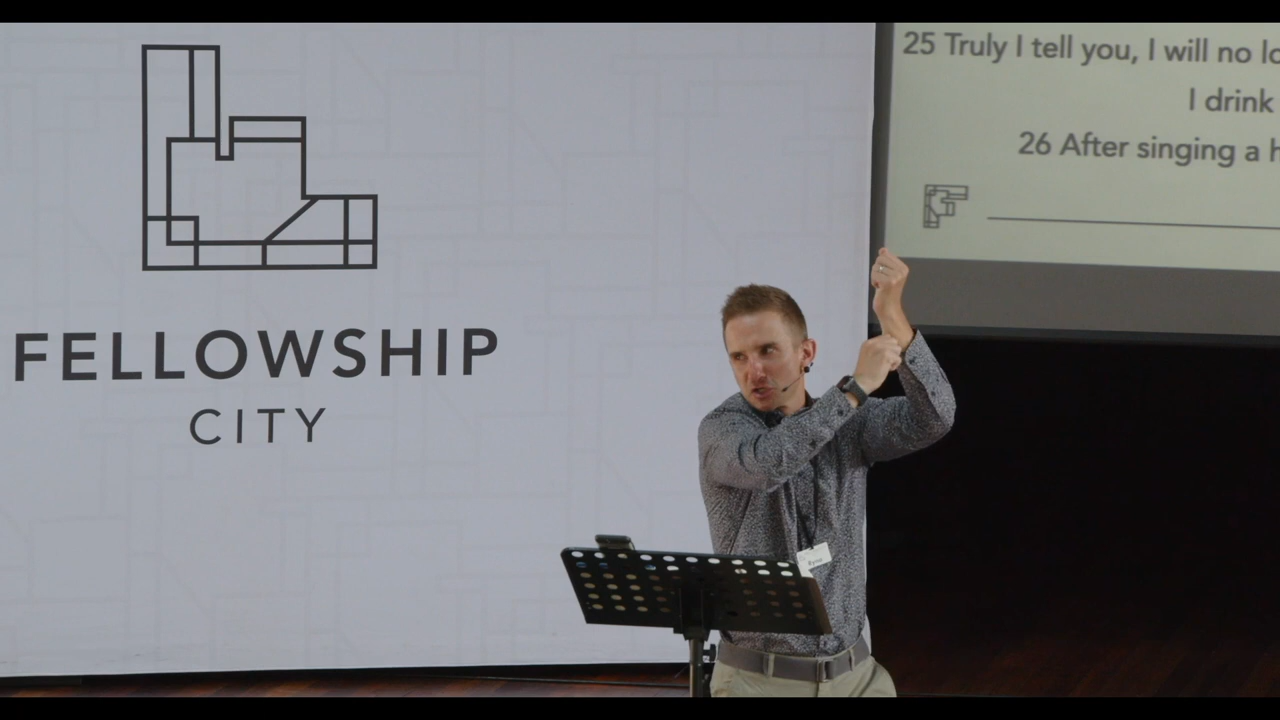 FELLOWSHIP
CITY
25 Truly I tell you, I will no
I drink
26 After singing a